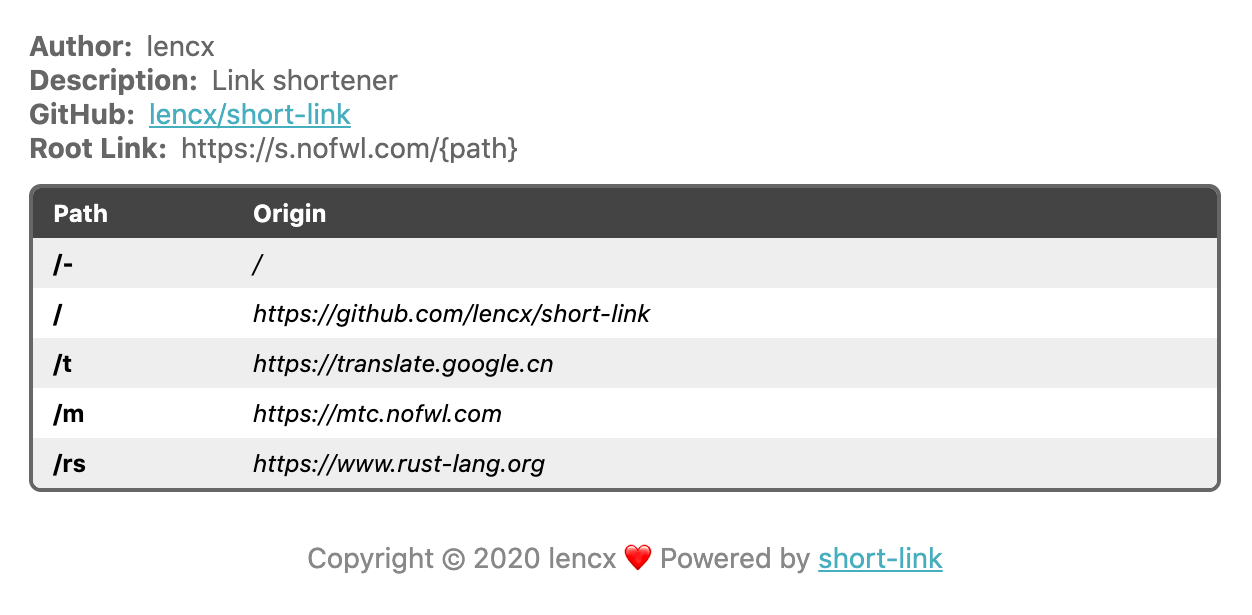 Author: lencx
Description: Link shortener
GitHub: lencx/short-link
Root Link: https://s.nofwl.com/{path}
Path Origin
/- /
/ https://github.com/lencx/short-link
/t https://translate.google.cn
/m https://mtc.nofwl.com
/rs https://www.rust-lang.org
Copyright © 2020 lencx ❤️ Powered by short-link